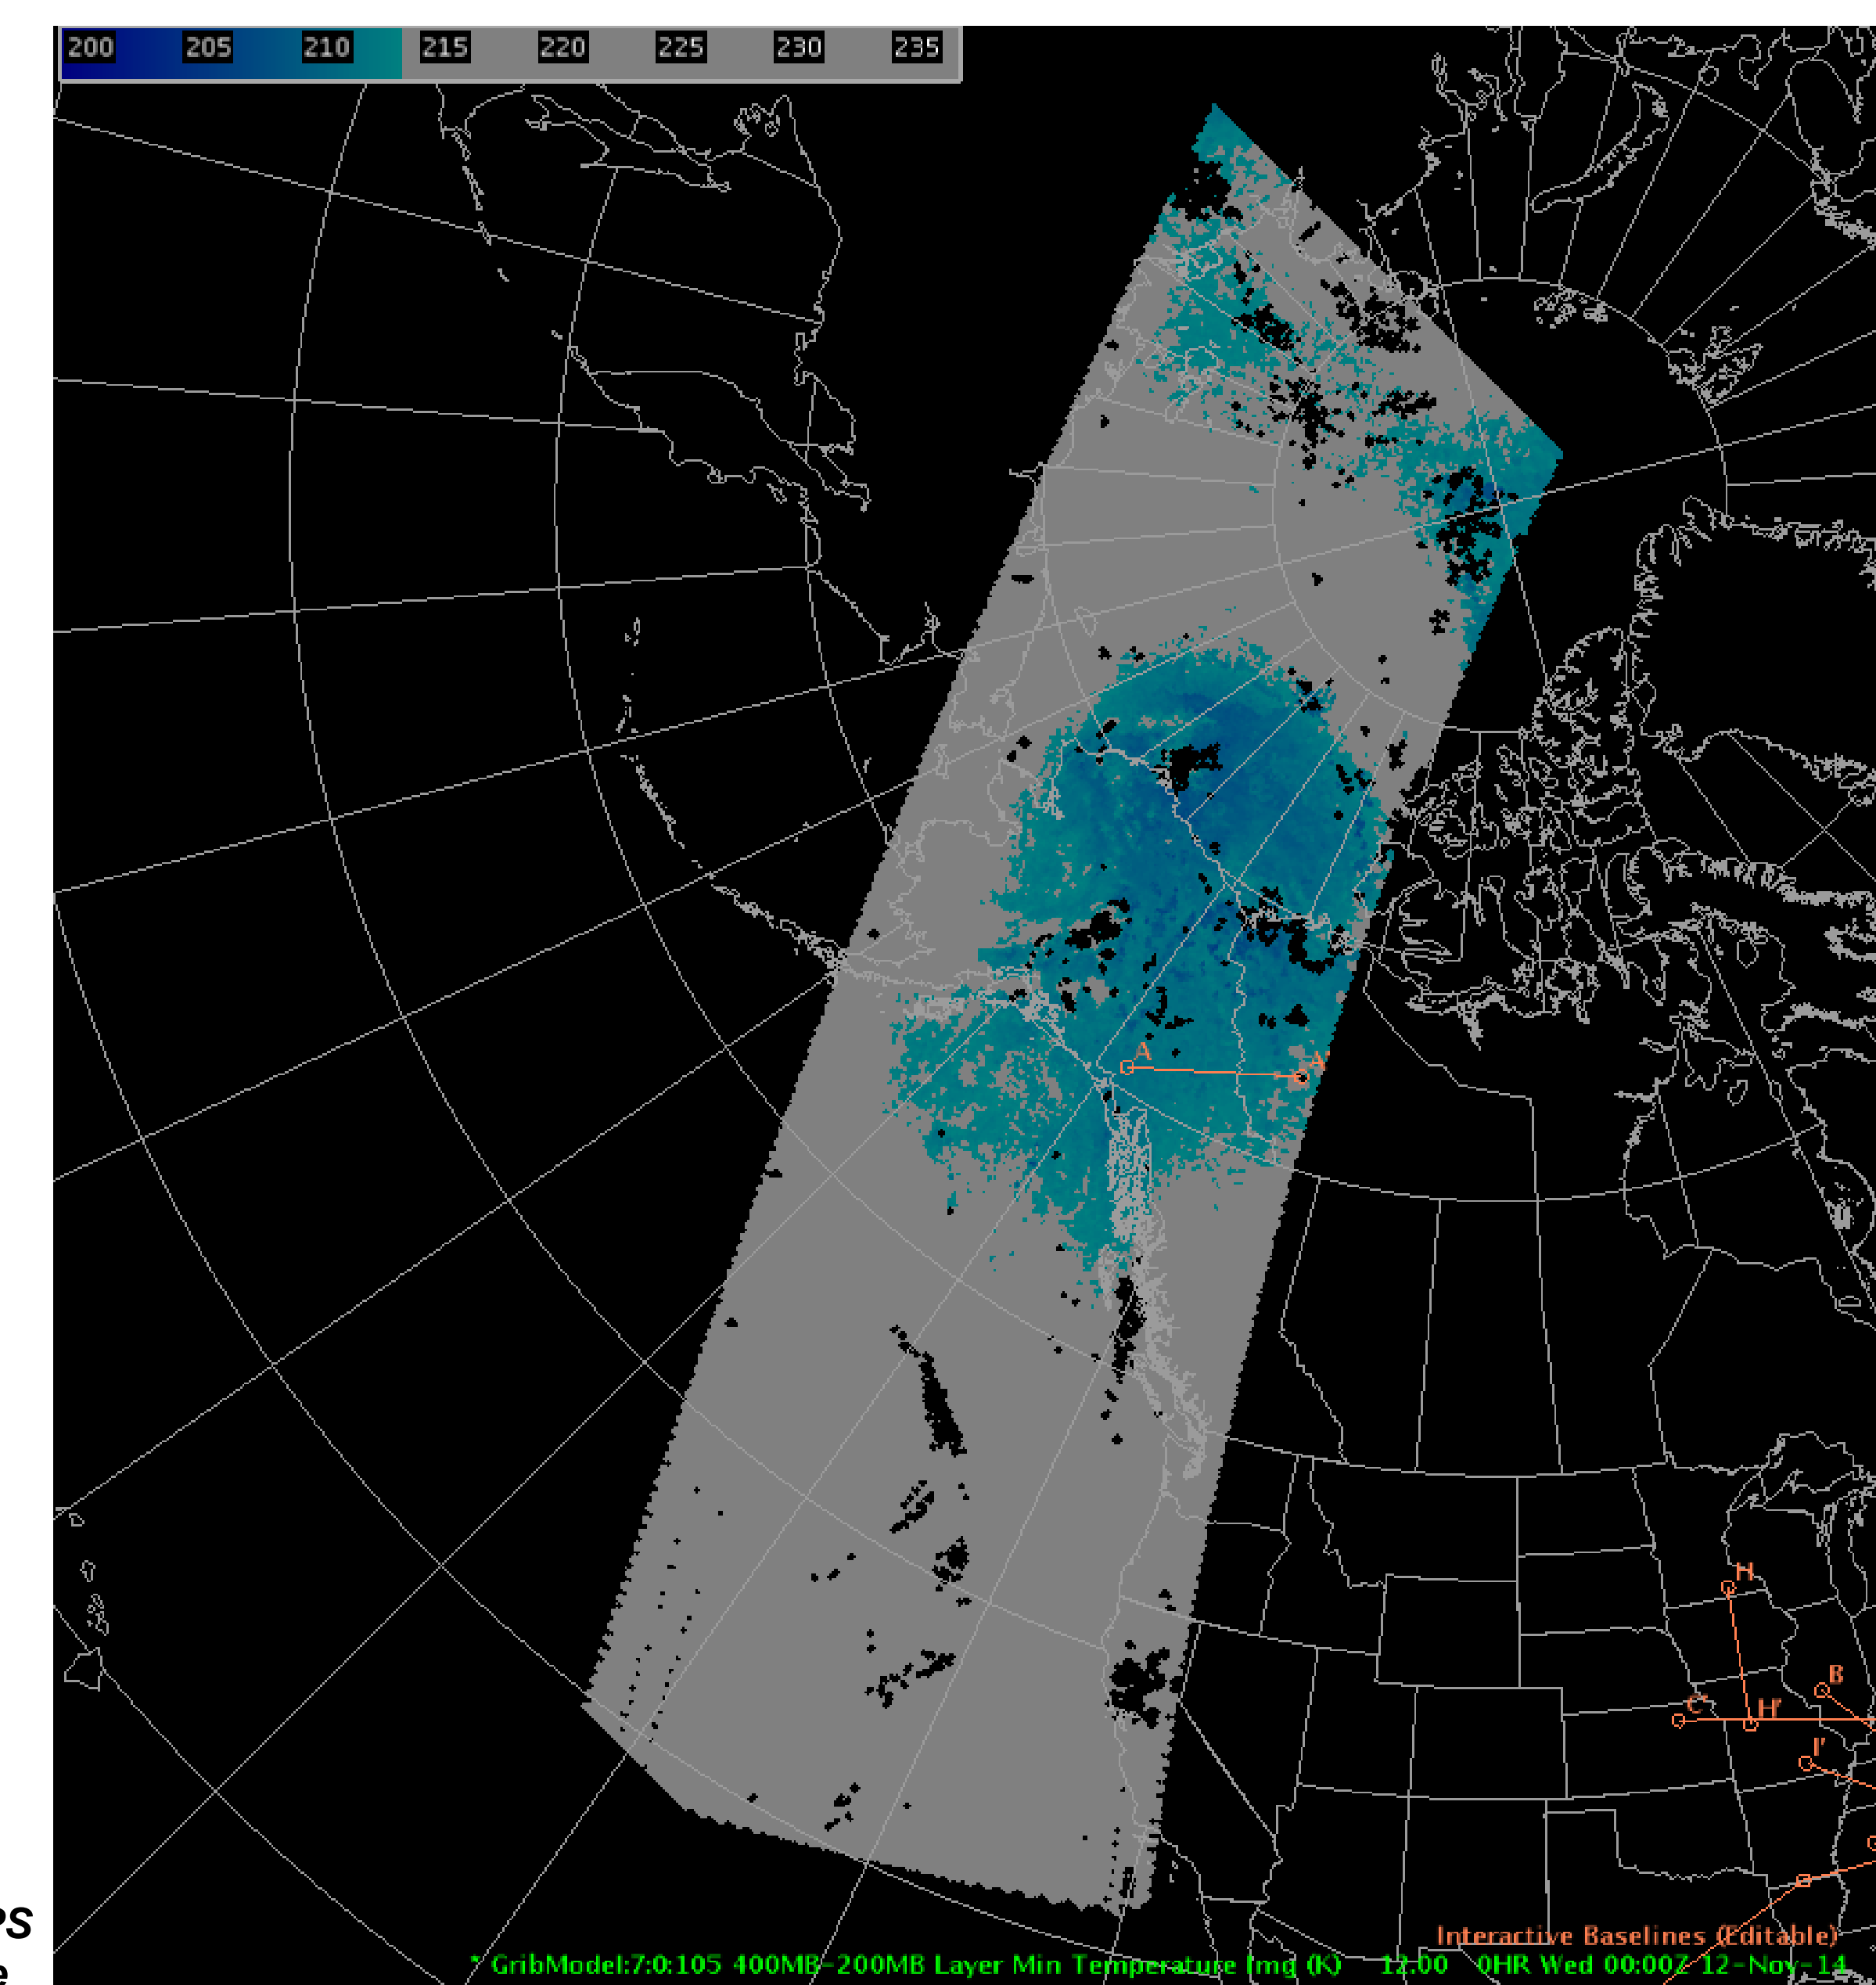 200 205 210 215 220 225 230 235
A A'
H
B
C H'
I'
PS
e
Interactive Baselines (Editable)
* GribModel:7:0:105 400MB-200MB Layer Min Temperature Img (K) 12.00 0HR Wed 00:00Z 12-Nov-14